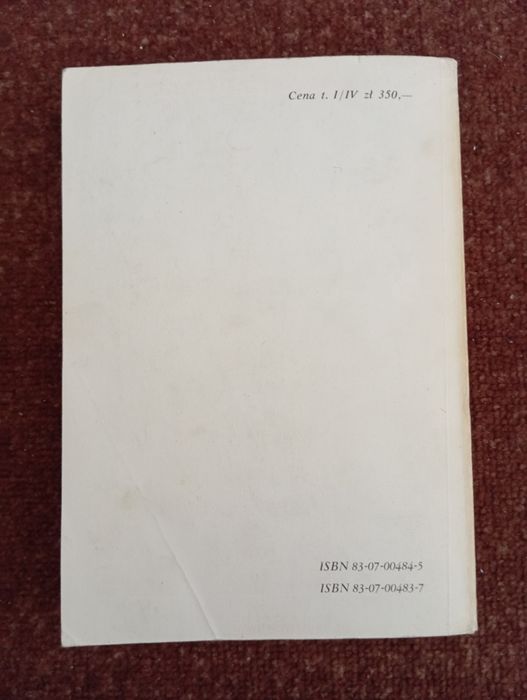 Cena t. I/IV zł 350,—
ISBN 83-07-00484-5
ISBN 83-07-00483-7